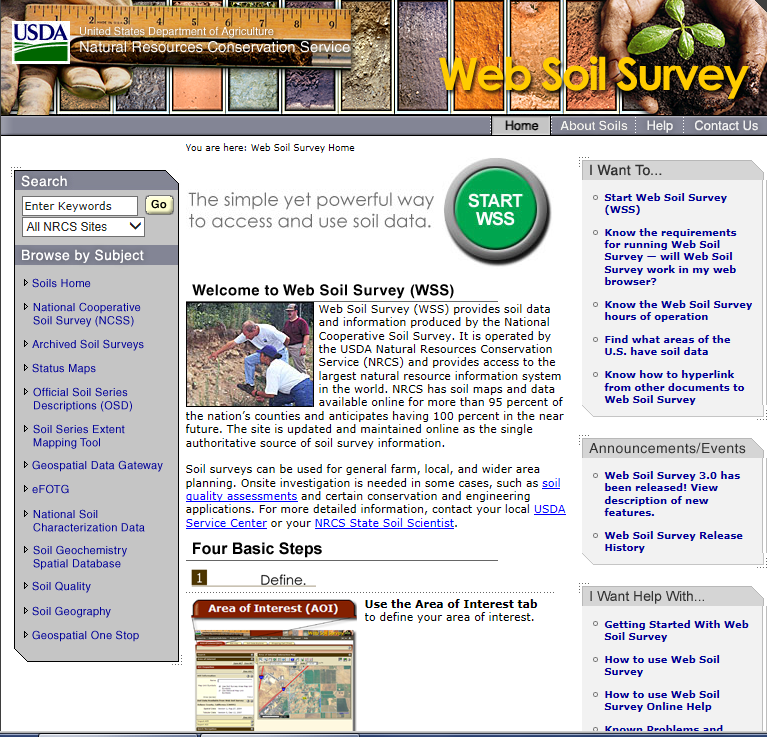 USDA
United States Department of Agriculture
Natural Resources Conservation Service
Web Soil Survey
Home
About Soils
Help
Contact Us
You are here: Web Soil Survey Home
Search
Enter Keywords
Go
All NRCS Sites
Browse by Subject
Soils Home
National Cooperative
Soil Survey (NCSS)
Archived Soil Surveys
Status Maps
Official Soil Series
Descriptions (OSD)
Soil Series Extent
Mapping Tool
Geospatial Data Gateway
eFOTG
National Soil
Characterization Data
Soil Geochemistry
Spatial Database
Soil Quality
Soil Geography
Geospatial One Stop
The simple yet powerful way
to access and use soil data.
START
WSS
Welcome to Web Soil Survey (WSS)
Web Soil Survey (WSS) provides soil data
and information produced by the National
Cooperative Soil Survey. It is operated by
the USDA Natural Resources Conservation
Service (NRCS) and provides access to the
largest natural resource information system
in the world. NRCS has soil maps and data
available online for more than 95 percent of
the nation's counties and anticipates having 100 percent in the near
future. The site is updated and maintained online as the single
authoritative source of soil survey information.
Soil surveys can be used for general farm, local, and wider area
planning. Onsite investigation is needed in some cases, such as soil
quality assessments and certain conservation and engineering
applications. For more detailed information, contact your local USDA
Service Center or your NRCS State Soil Scientist.
Four Basic Steps
1 Define.
Area of Interest (AOI)
Use the Area of Interest tab
to define your area of interest.
I Want To...
Start Web Soil Survey
(WSS)
Know the requirements
for running Web Soil
Survey — will Web Soil
Survey work in my web
browser?
Know the Web Soil Survey
hours of operation
Find what areas of the
U.S. have soil data
Know how to hyperlink
from other documents to
Web Soil Survey
Announcements/Events
Web Soil Survey 3.0 has
been released! View
description of new
features.
Web Soil Survey Release
History
I Want Help With...
Getting Started With Web
Soil Survey
How to use Web Soil
Survey
How to use Web Soil
Survey Online Help
Known Problems and